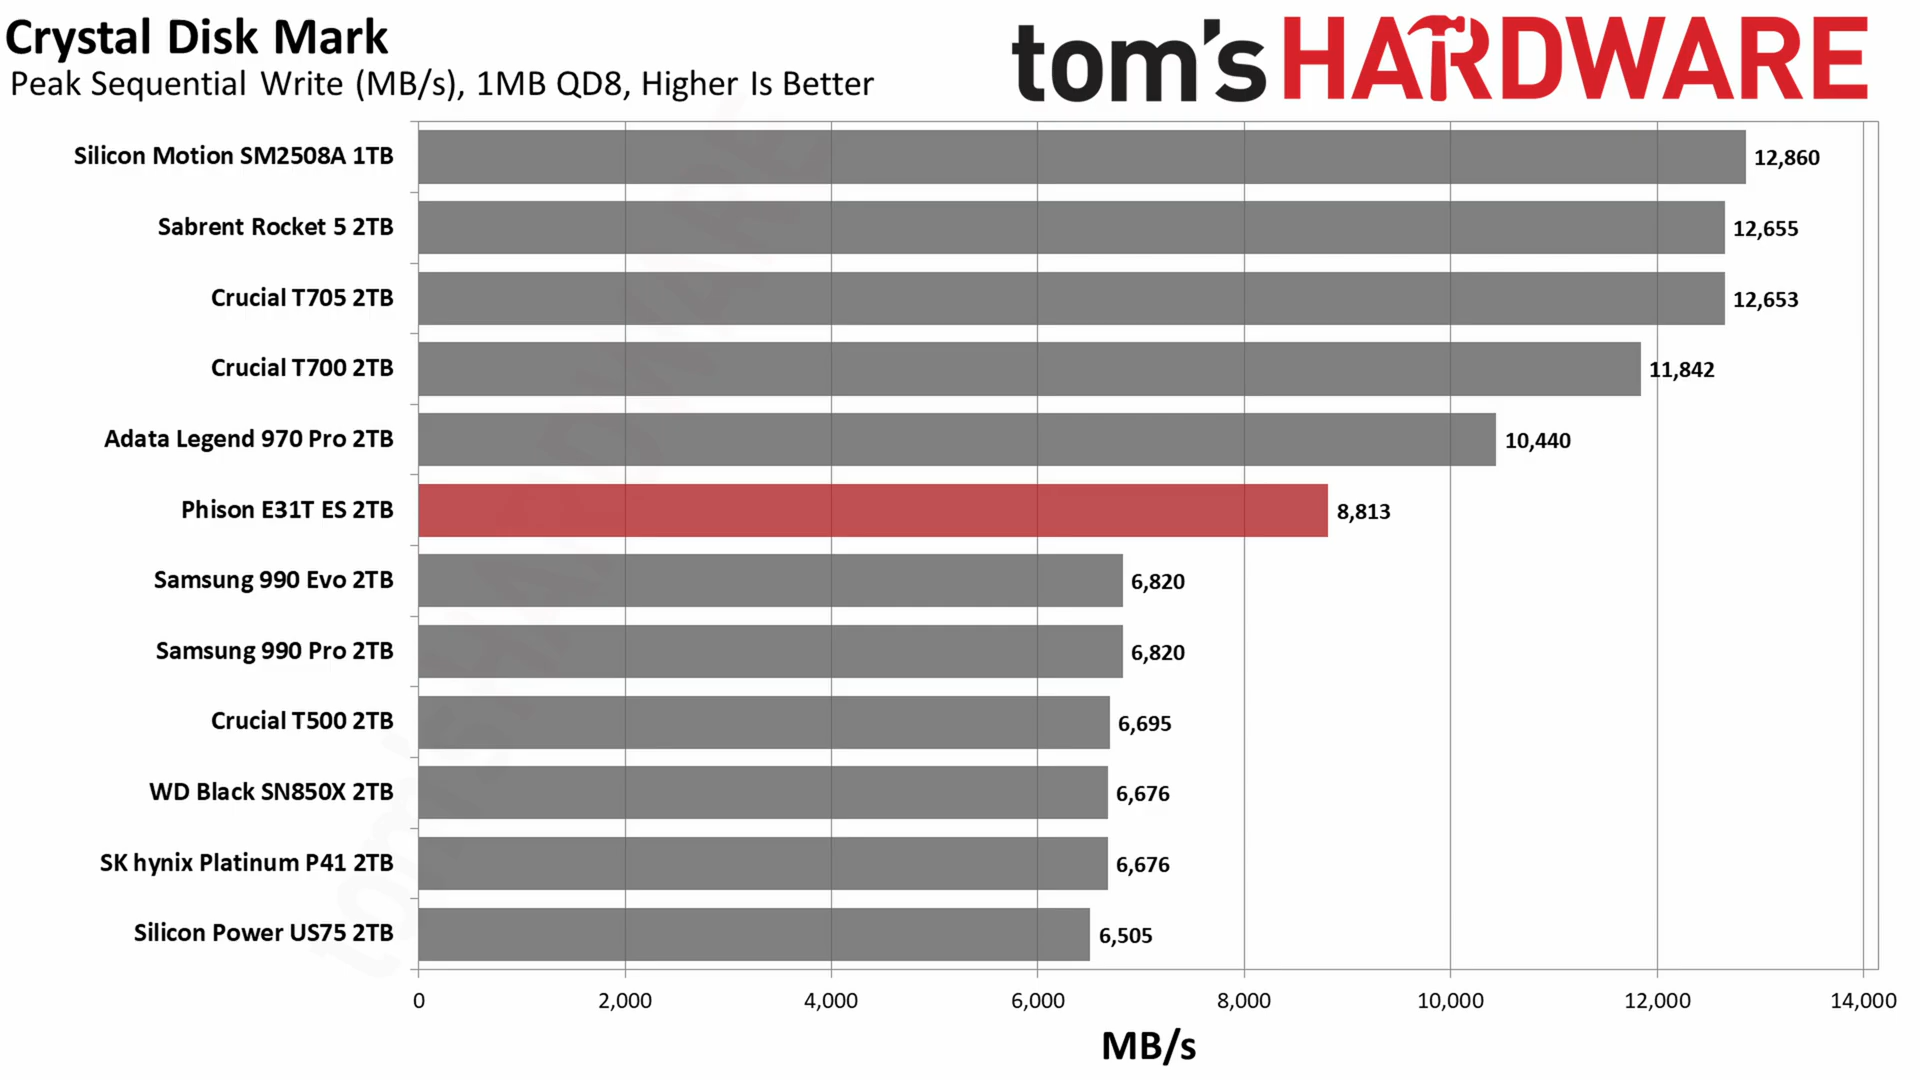 Crystal Disk Mark
Peak Sequential Write (MB/s), 1MB QD8, Higher Is Better
tom's HARDWARE
Silicon Motion SM2508A 1TB 12,860
Sabrent Rocket 5 2TB 12,655
Crucial T705 2TB 12,653
Crucial T700 2TB 11,842
Adata Legend 970 Pro 2TB 10,440
Phison E31T ES 2TB 8,813
Samsung 990 Evo 2TB 6,820
Samsung 990 Pro 2TB 6,820
Crucial T500 2TB 6,695
WD Black SN850X 2TB 6,676
SK hynix Platinum P41 2TB 6,676
Silicon Power US75 2TB 6,505
0 2,000 4,000 6,000 8,000 10,000 12,000 14,000
MB/s
tom's HARDWARE